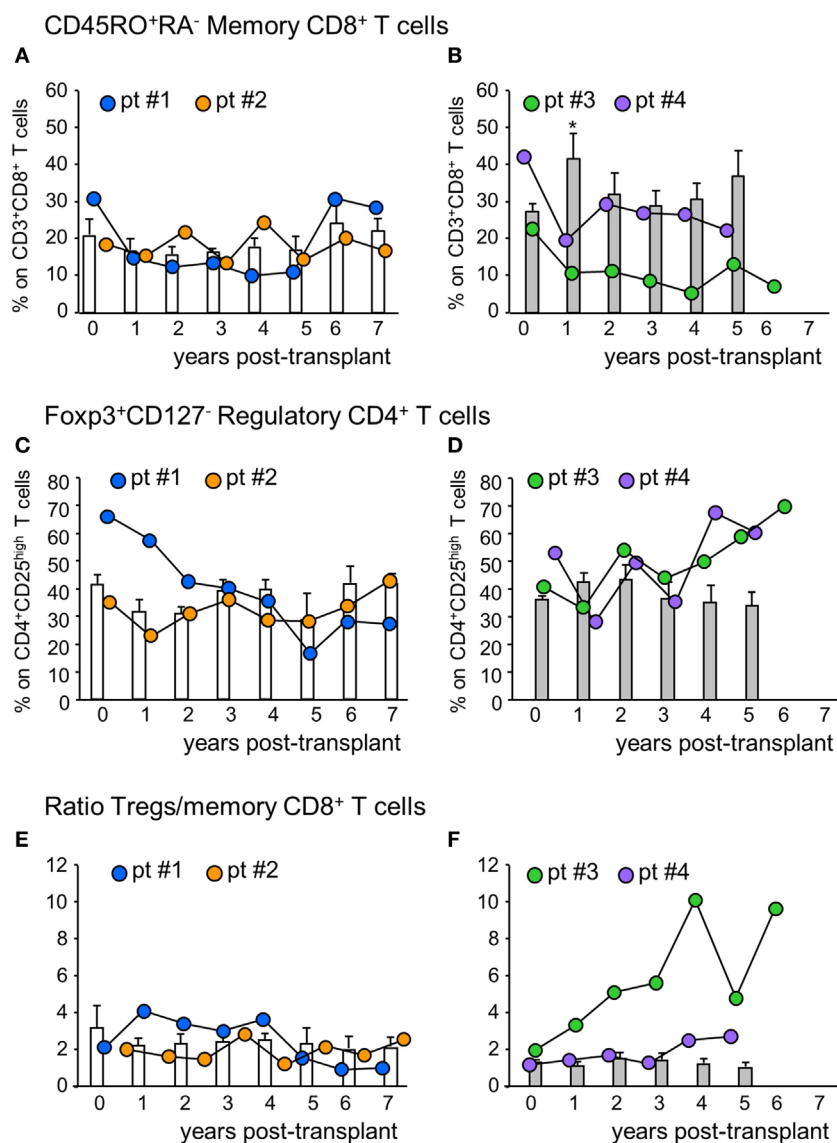 CD45RO⁺RA⁻ Memory CD8⁺ T cells
A
% on CD3⁺CD8⁺ T cells
60
50
40
30
20
10
0
pt #1 pt #2
0 1 2 3 4 5 6 7
years post-transplant
B
% on CD3⁺CD8⁺ T cells
60
50
40
30
20
10
0
pt #3 pt #4
*
0 1 2 3 4 5 6 7
years post-transplant
Foxp3⁺CD127⁻ Regulatory CD4⁺ T cells
C
% on CD4⁺CD25ʰⁱᵍʰ T cells
80
70
60
50
40
30
20
10
0
pt #1 pt #2
0 1 2 3 4 5 6 7
years post-transplant
D
% on CD4⁺CD25ʰⁱᵍʰ T cells
80
70
60
50
40
30
20
10
0
pt #3 pt #4
0 1 2 3 4 5 6 7
years post-transplant
Ratio Tregs/memory CD8⁺ T cells
E
12
10
8
6
4
2
0
pt #1 pt #2
0 1 2 3 4 5 6 7
years post-transplant
F
12
10
8
6
4
2
0
pt #3 pt #4
0 1 2 3 4 5 6 7
years post-transplant